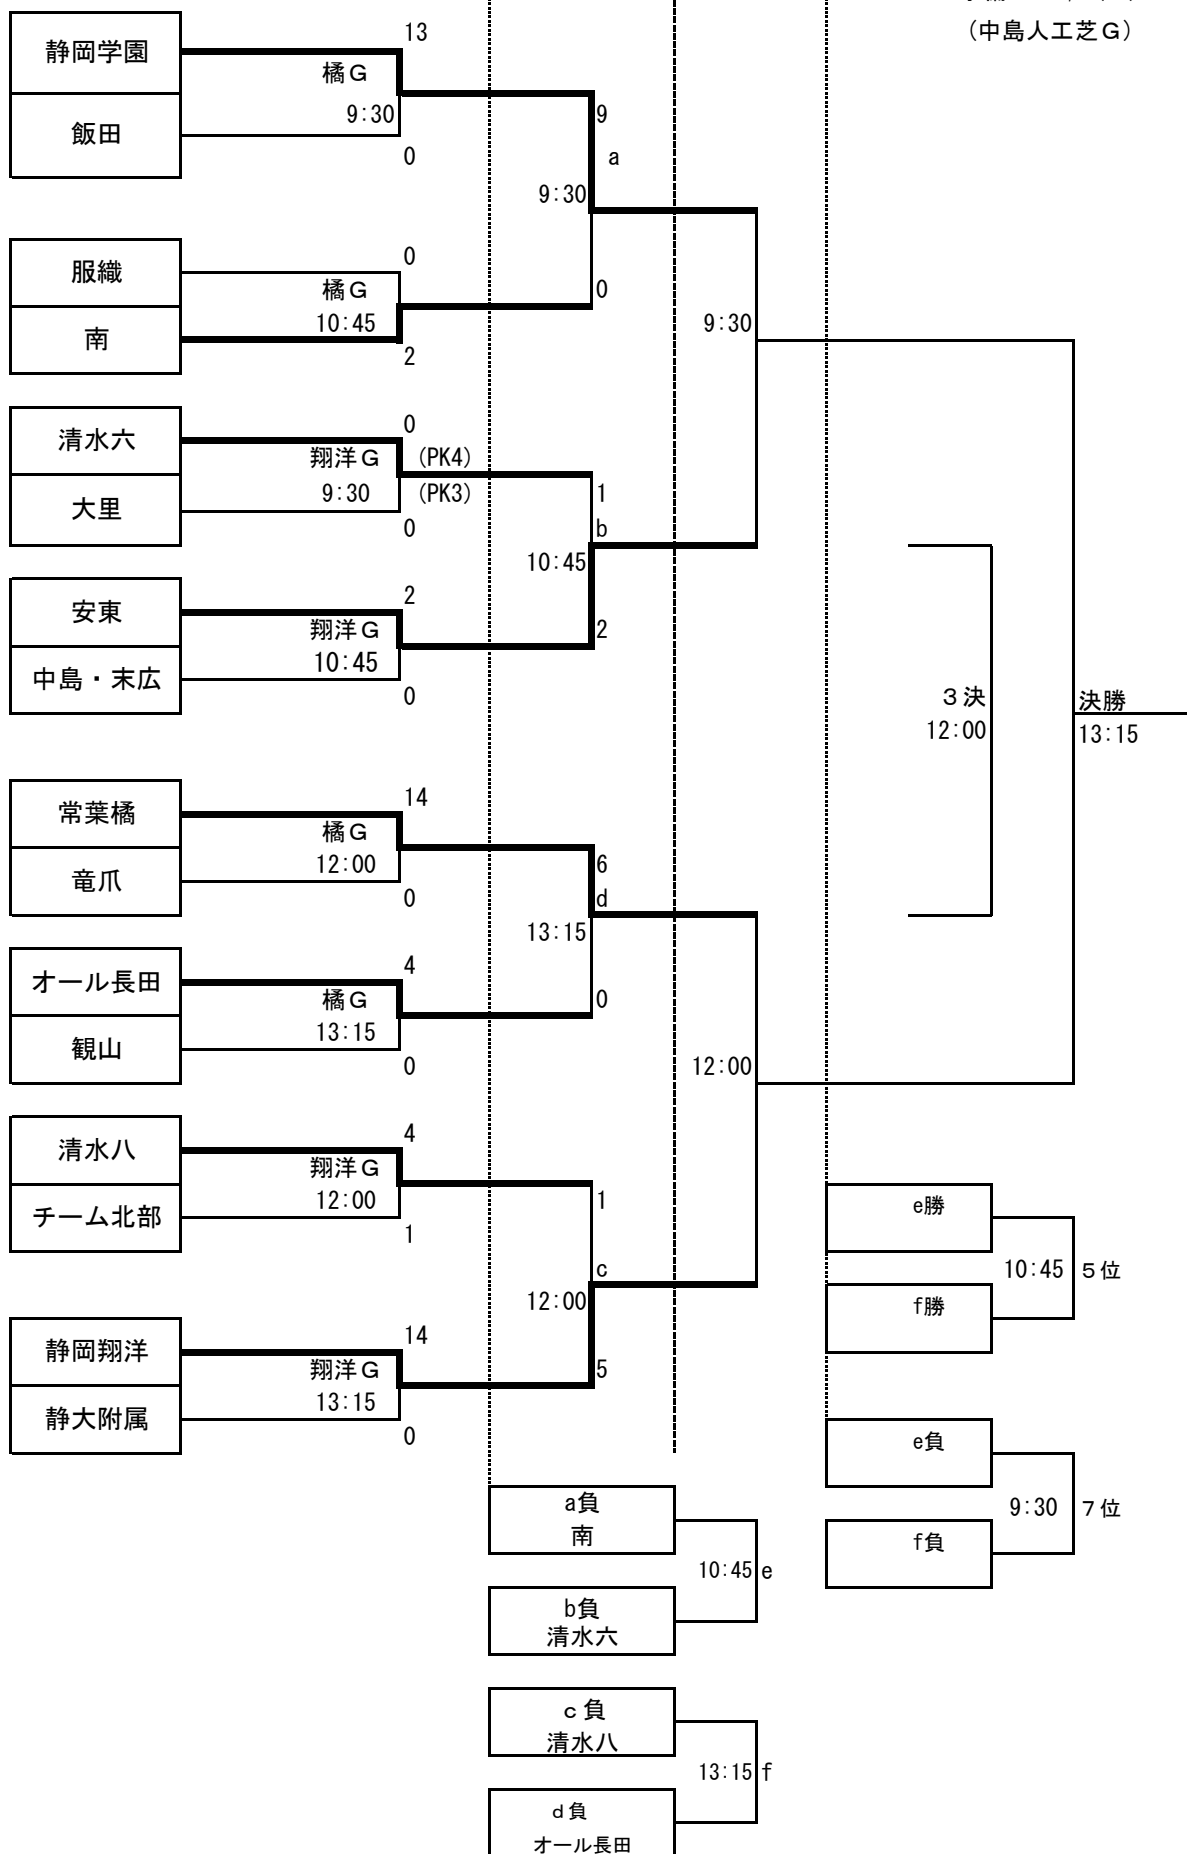 （中島人工芝Ｇ）
静岡学園
13
橘Ｇ
9:30
飯田
0
9
a
9:30
服織
0
橘Ｇ
10:45
南
2
0
9:30
清水六
0
翔洋Ｇ
(PK4)
9:30
(PK3)
大里
0
1
b
10:45
安東
2
翔洋Ｇ
10:45
中島・末広
0
2
３決
12:00
決勝
13:15
常葉橘
14
橘Ｇ
12:00
竜爪
0
6
d
13:15
オール長田
4
橘Ｇ
13:15
観山
0
0
12:00
清水八
4
翔洋Ｇ
12:00
チーム北部
1
1
c
12:00
静岡翔洋
14
翔洋Ｇ
13:15
静大附属
0
5
e勝
10:45
５位
f勝
e負
9:30
７位
f負
a負
南
10:45
e
b負
清水六
ｃ負
清水八
13:15
f
ｄ負
オール長田